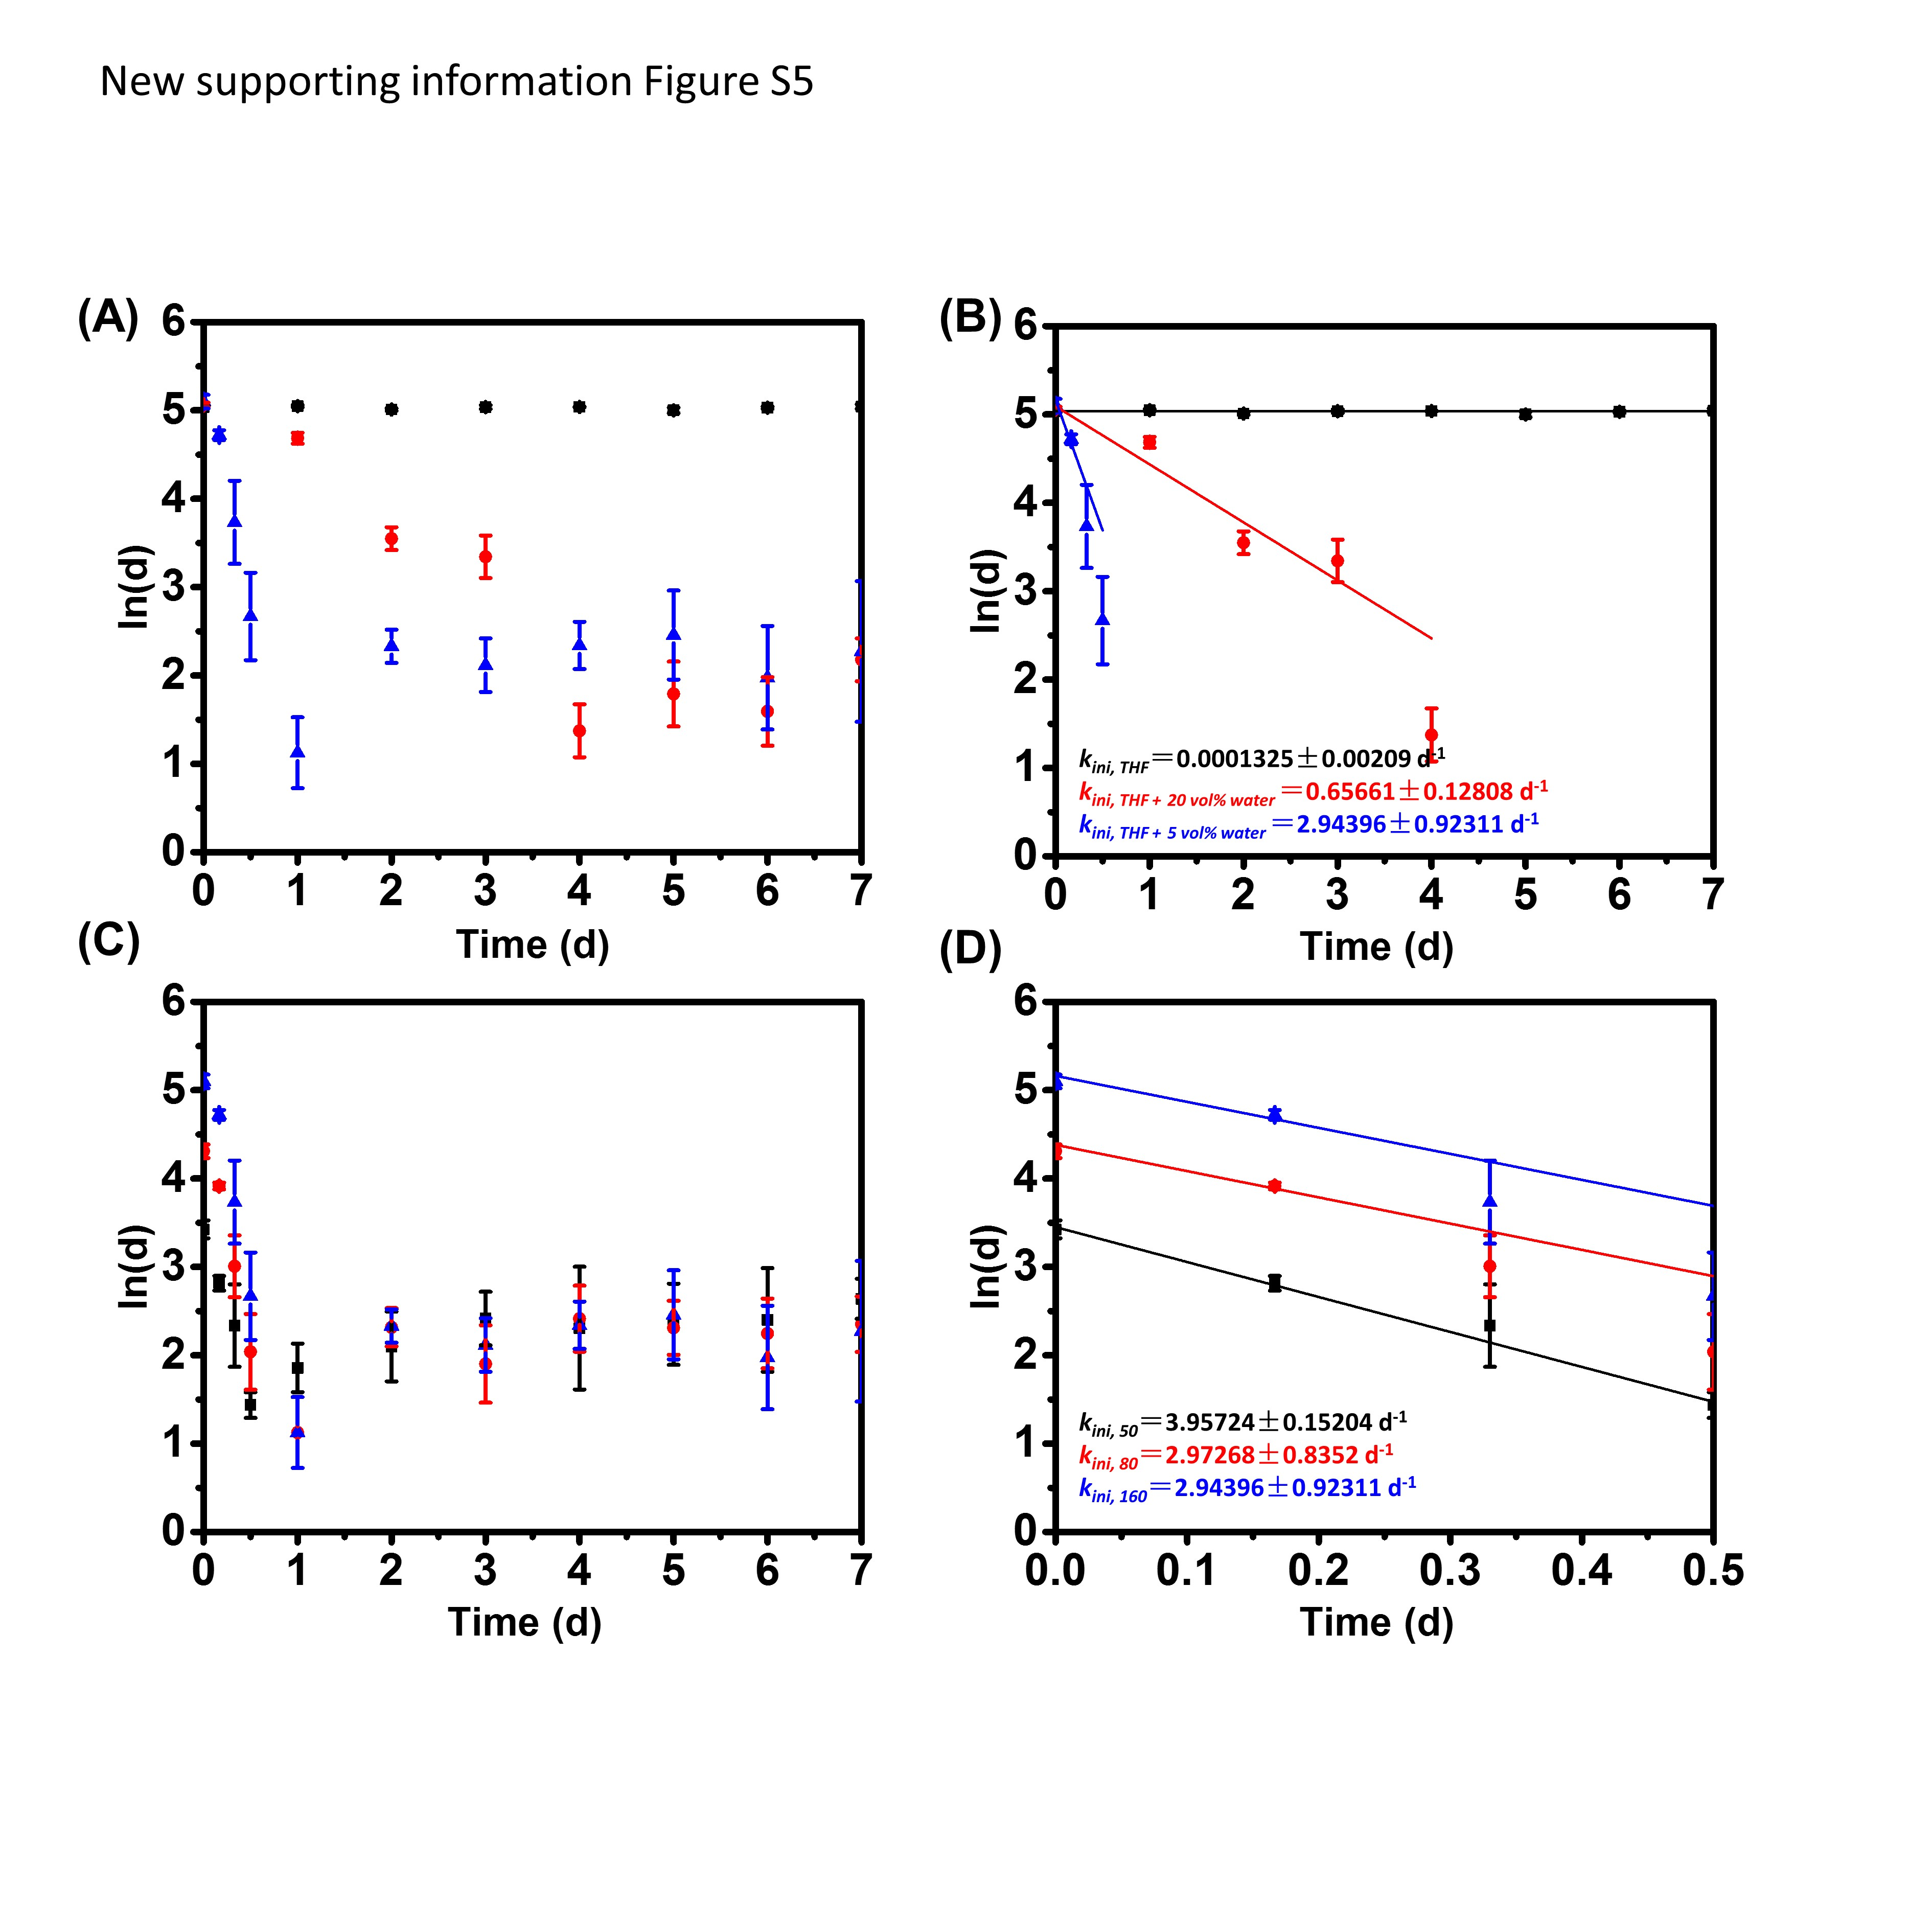 New supporting information Figure S5
(A)
6
5
4
3
2
1
0
ln(d)
0 1 2 3 4 5 6 7
Time (d)
(B)
6
5
4
3
2
1
0
ln(d)
kini, THF=0.0001325±0.00209 d-1
kini, THF+ 20 vol% water=0.65661±0.12808 d-1
kini, THF+ 5 vol% water=2.94396±0.92311 d-1
0 1 2 3 4 5 6 7
Time (d)
(C)
6
5
4
3
2
1
0
ln(d)
0 1 2 3 4 5 6 7
Time (d)
(D)
6
5
4
3
2
1
0
ln(d)
kini, 50=3.95724±0.15204 d-1
kini, 80=2.97268±0.8352 d-1
kini, 160=2.94396±0.92311 d-1
0.0 0.1 0.2 0.3 0.4 0.5
Time (d)